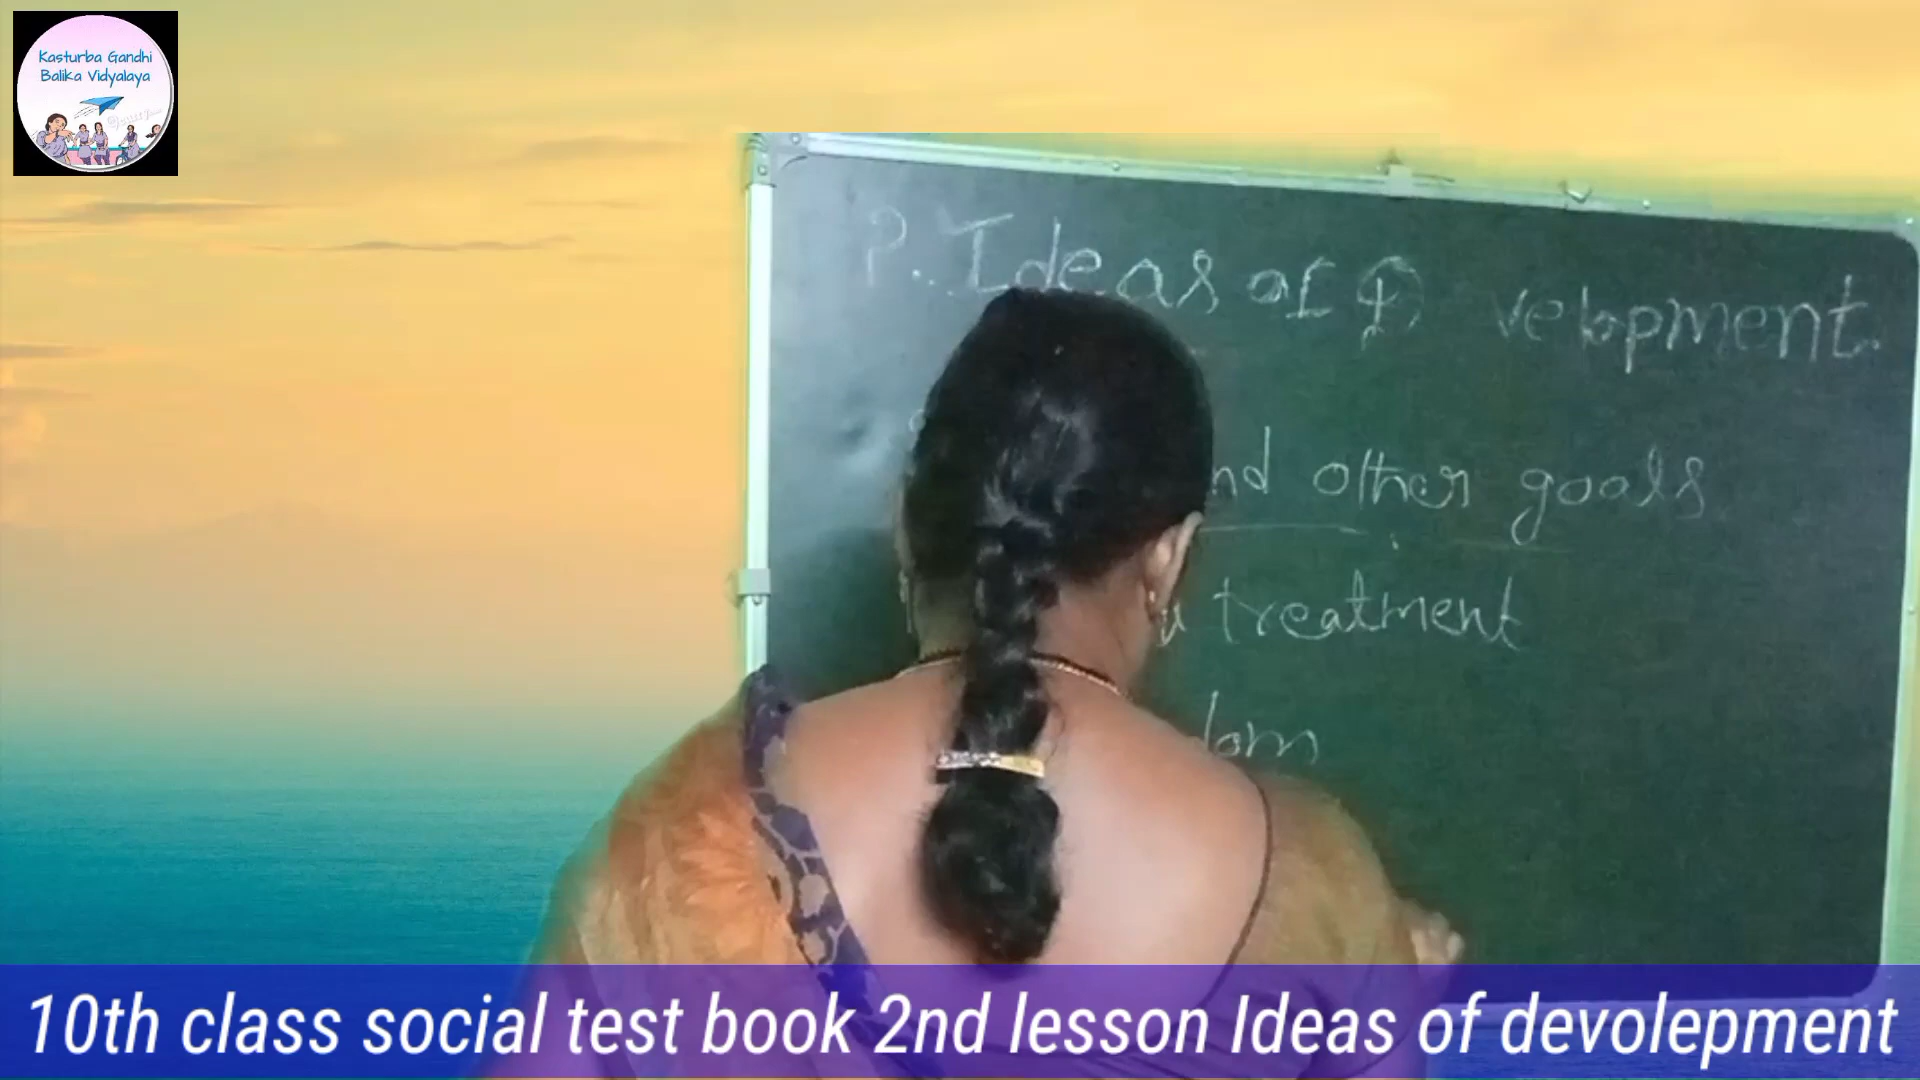 Kasturba Gandhi
Balika Vidyalaya
2. Ideas of D velopment.
nd other goals
treatment
dom
10th class social test book 2nd lesson Ideas of devolepment